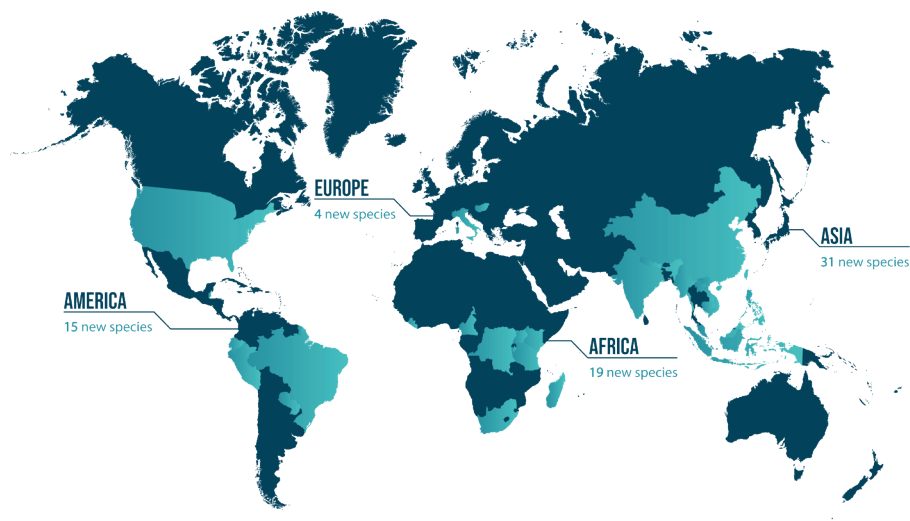 EUROPE
4 new species
ASIA
31 new species
AMERICA
15 new species
AFRICA
19 new species